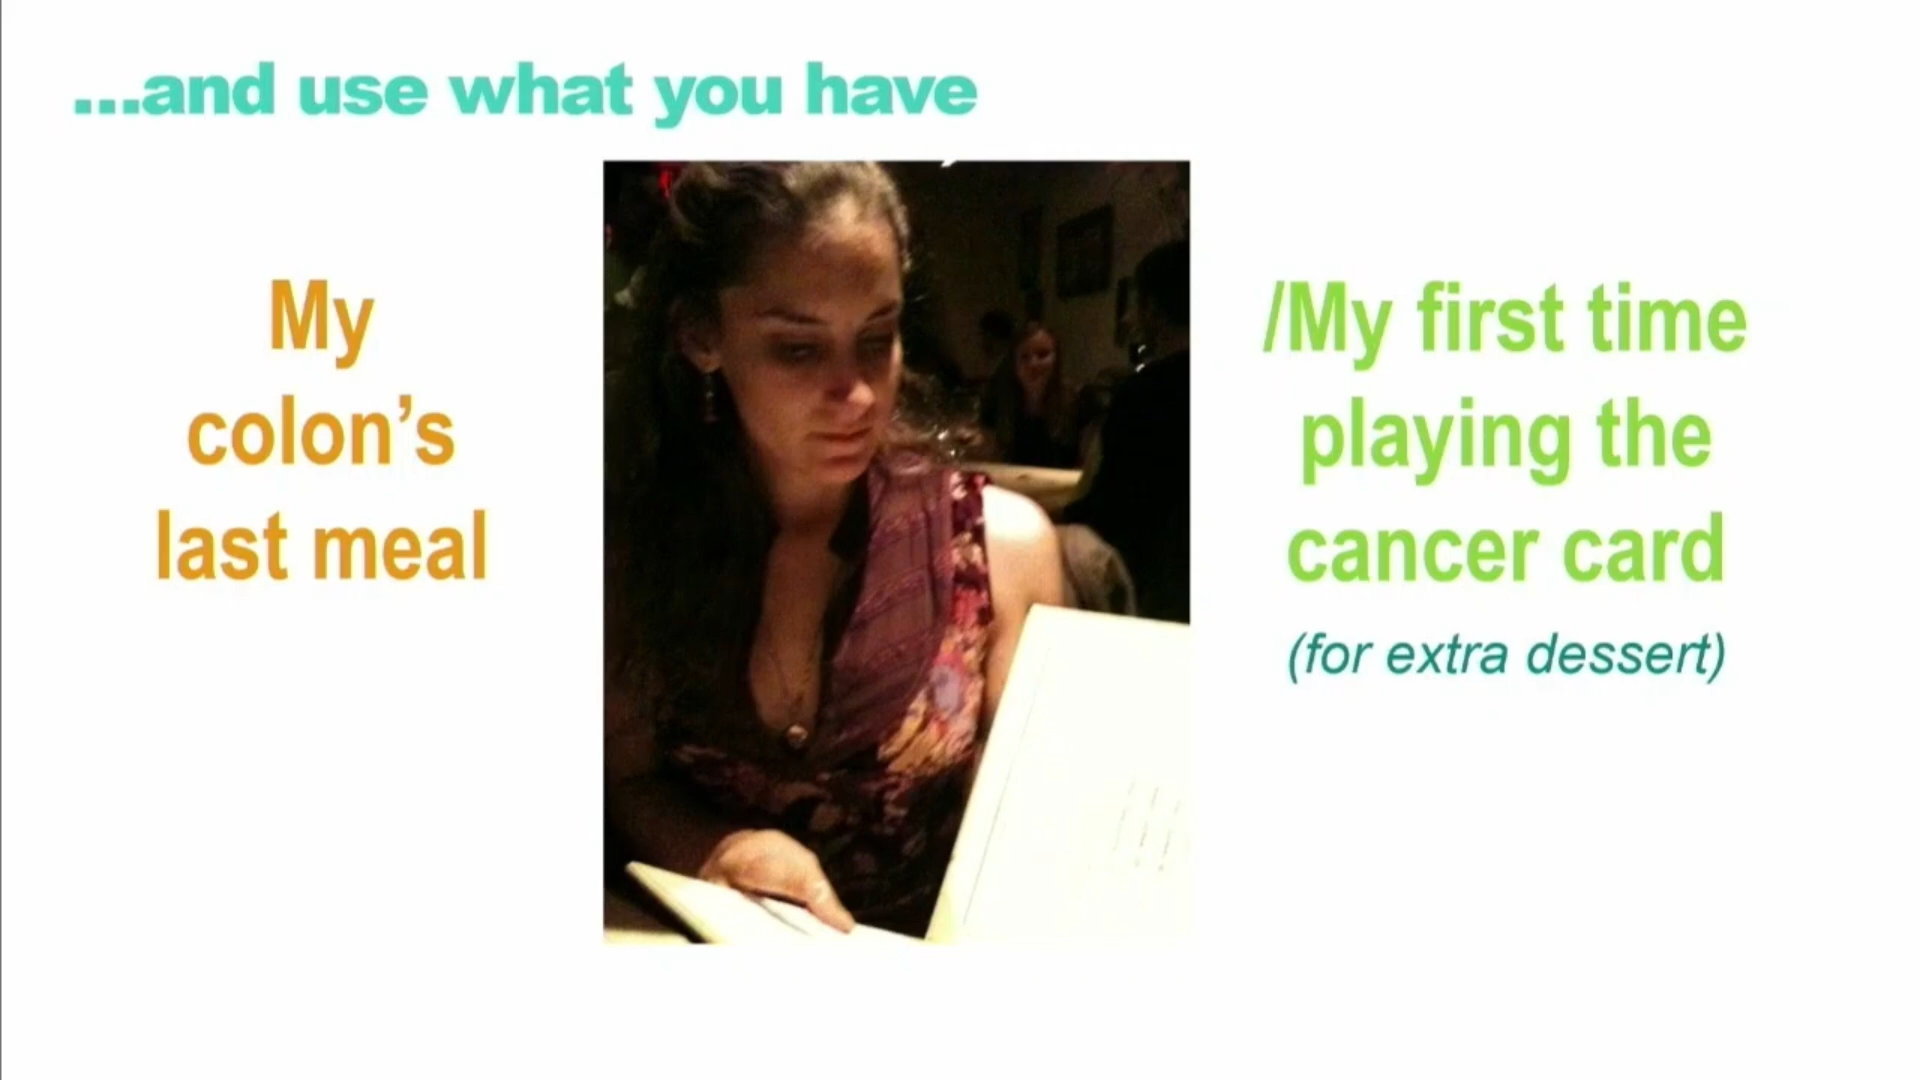 ...and use what you have
My
colon’s
last meal
/My first time
playing the
cancer card
(for extra dessert)